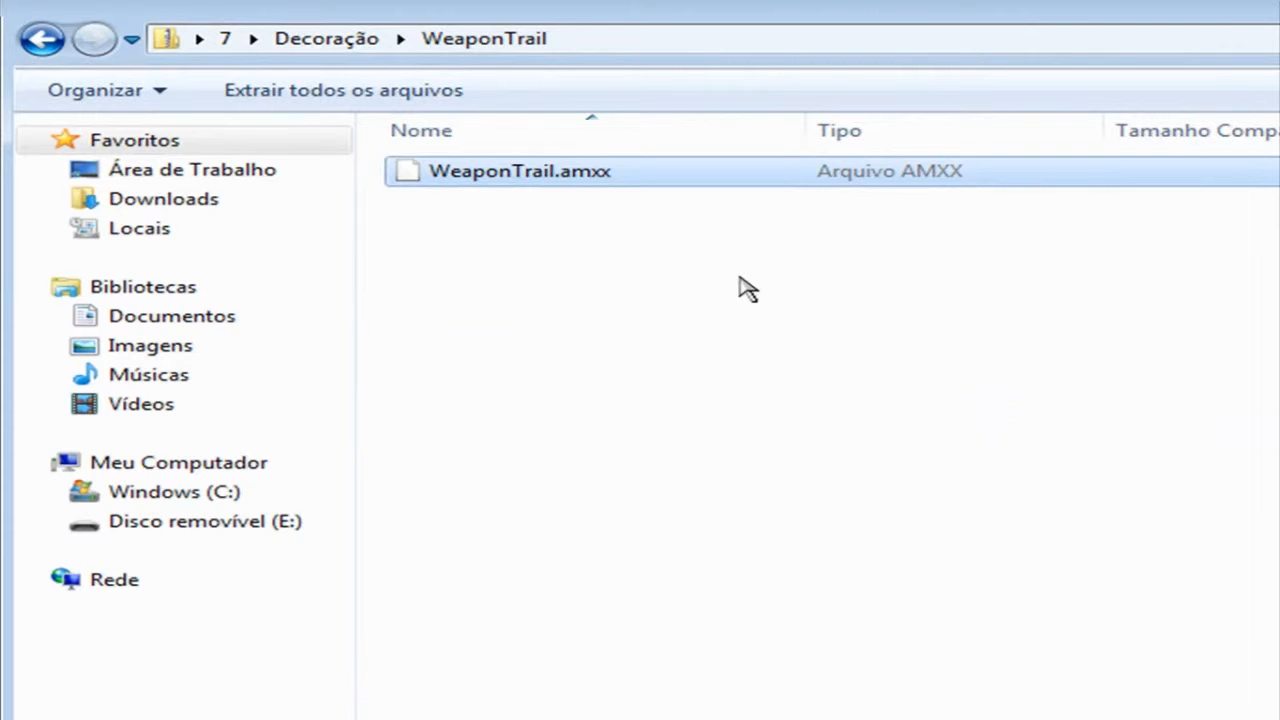 7 Decoração WeaponTrail
Organizar Extrair todos os arquivos
Nome Tipo Tamanho Comp
WeaponTrail.amxx Arquivo AMXX
Favoritos
Área de Trabalho
Downloads
Locais
Bibliotecas
Documentos
Imagens
Músicas
Vídeos
Meu Computador
Windows (C:)
Disco removível (E:)
Rede